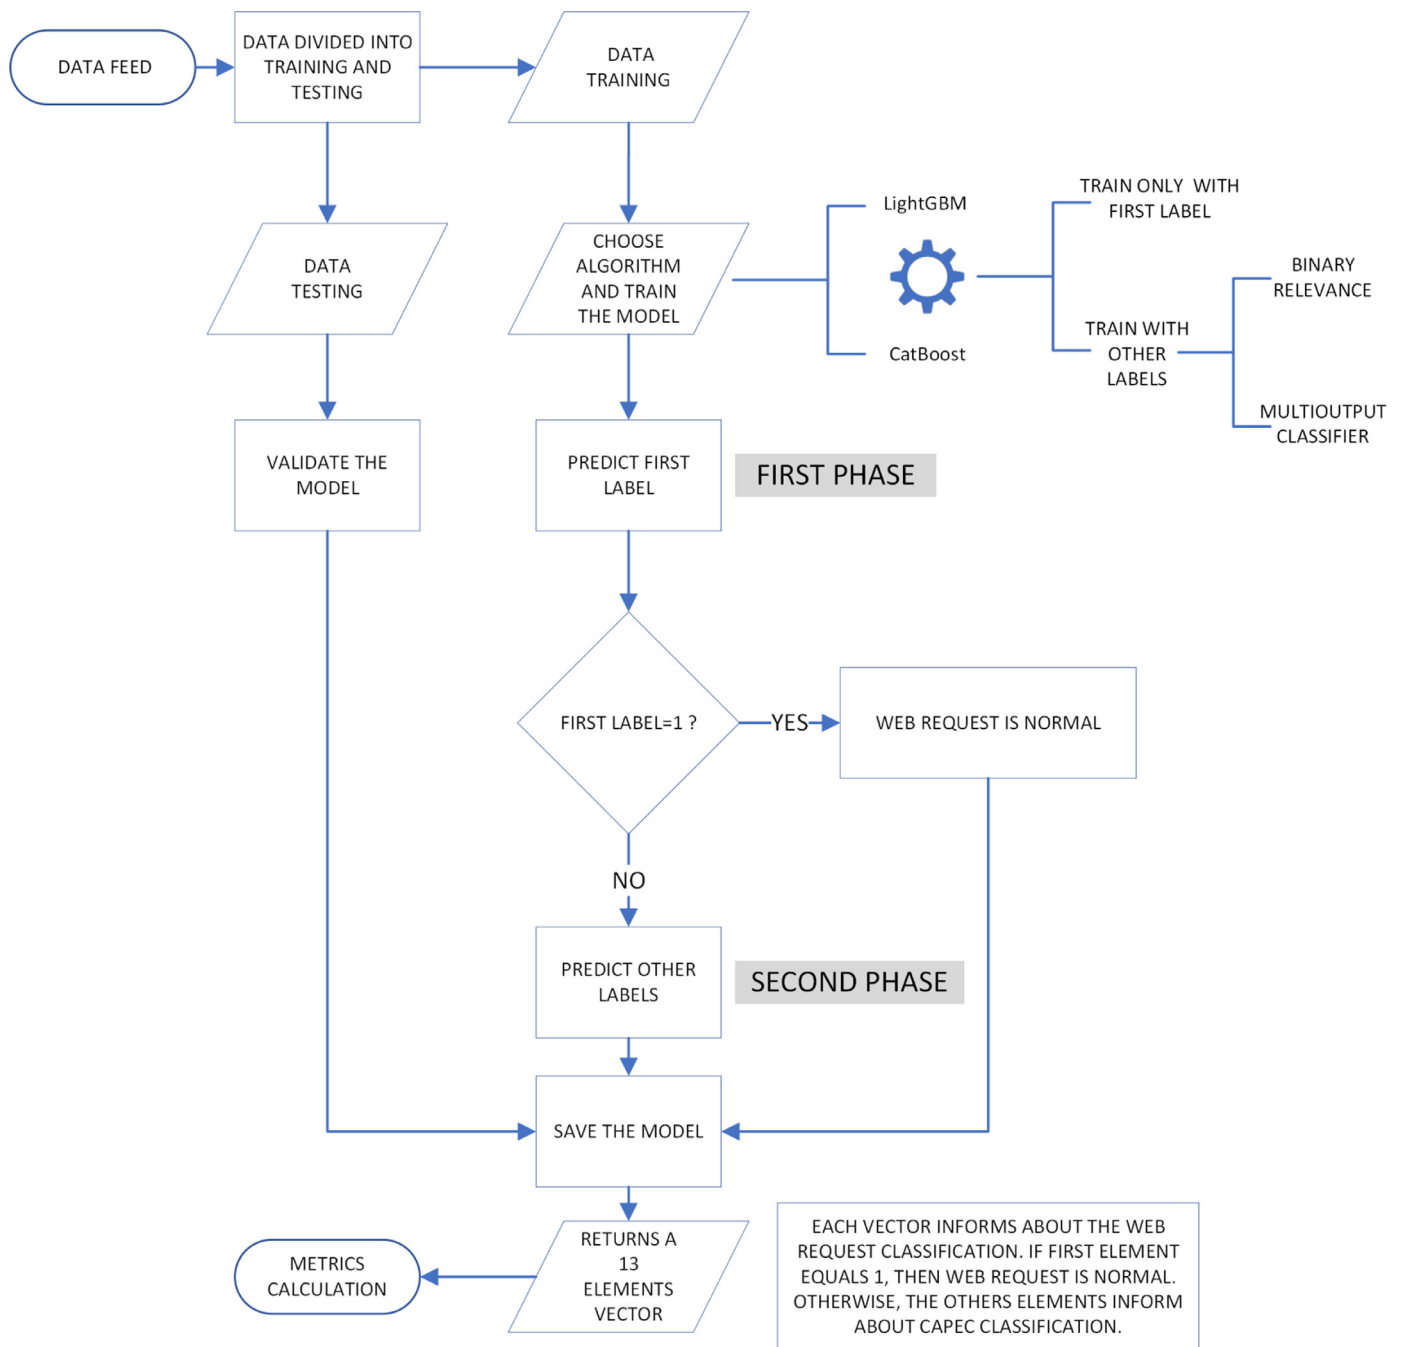 DATA FEED
DATA DIVIDED INTO
TRAINING AND
TESTING
DATA
TRAINING
DATA
TESTING
CHOOSE
ALGORITHM
AND TRAIN
THE MODEL
LightGBM
CatBoost
TRAIN ONLY WITH
FIRST LABEL
TRAIN WITH
OTHER
LABELS
BINARY
RELEVANCE
MULTIOUTPUT
CLASSIFIER
VALIDATE THE
MODEL
PREDICT FIRST
LABEL
FIRST PHASE
FIRST LABEL=1 ?
YES
WEB REQUEST IS NORMAL
NO
PREDICT OTHER
LABELS
SECOND PHASE
SAVE THE MODEL
RETURNS A
13
ELEMENTS
VECTOR
METRICS
CALCULATION
EACH VECTOR INFORMS ABOUT THE WEB
REQUEST CLASSIFICATION. IF FIRST ELEMENT
EQUALS 1, THEN WEB REQUEST IS NORMAL.
OTHERWISE, THE OTHERS ELEMENTS INFORM
ABOUT CAPEC CLASSIFICATION.